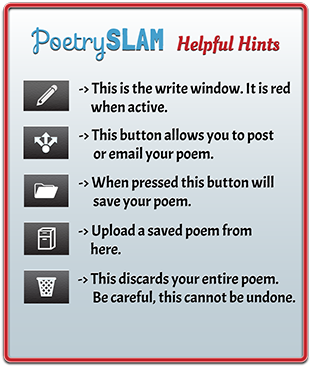 PoetrySLAM Helpful Hints
-> This is the write window. It is red
when active.
-> This button allows you to post
or email your poem.
-> When pressed this button will
save your poem.
-> Upload a saved poem from
here.
-> This discards your entire poem.
Be careful, this cannot be undone.